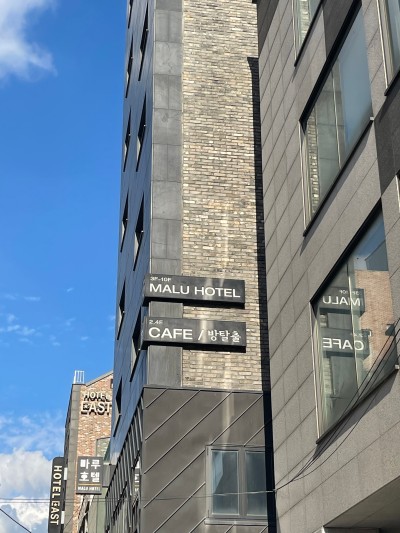 3F-10F
MALU HOTEL
2.4F
CAFE / 방탈출
MALU
CAFE
HOTEL
EAST
마루
호텔
MALU HOTEL
HOTEL EAST